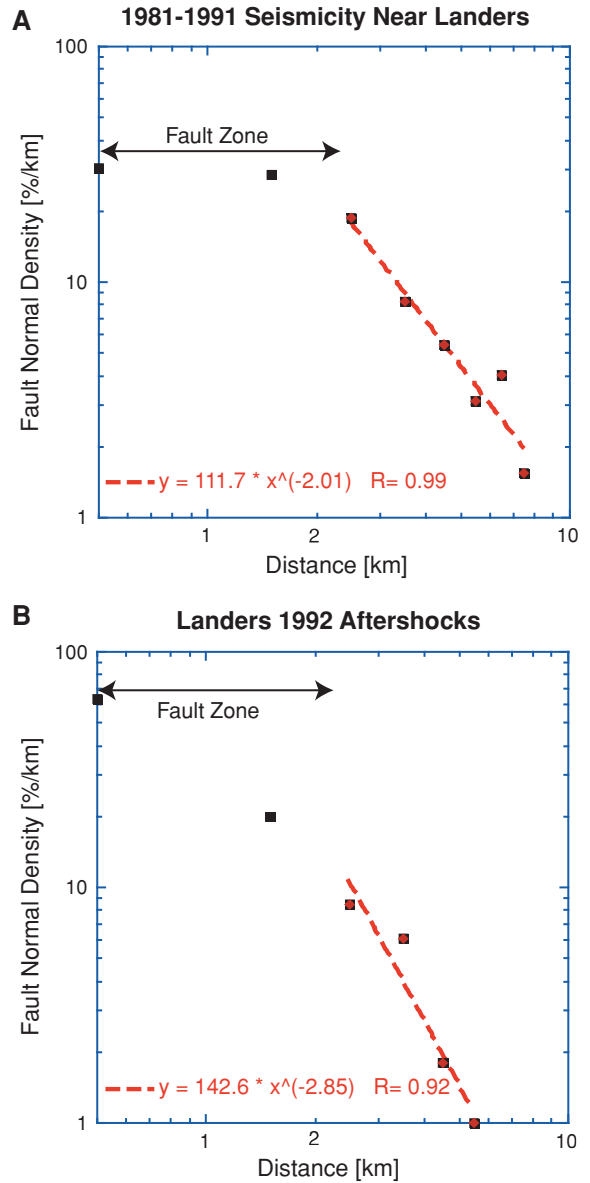 A
1981-1991 Seismicity Near Landers
100
Fault Zone
Fault Normal Density [%/km]
10
y = 111.7 * x^(-2.01) R= 0.99
1
1
2
10
Distance [km]
B
Landers 1992 Aftershocks
100
Fault Zone
Fault Normal Density [%/km]
10
y = 142.6 * x^(-2.85) R= 0.92
1
1
2
10
Distance [km]